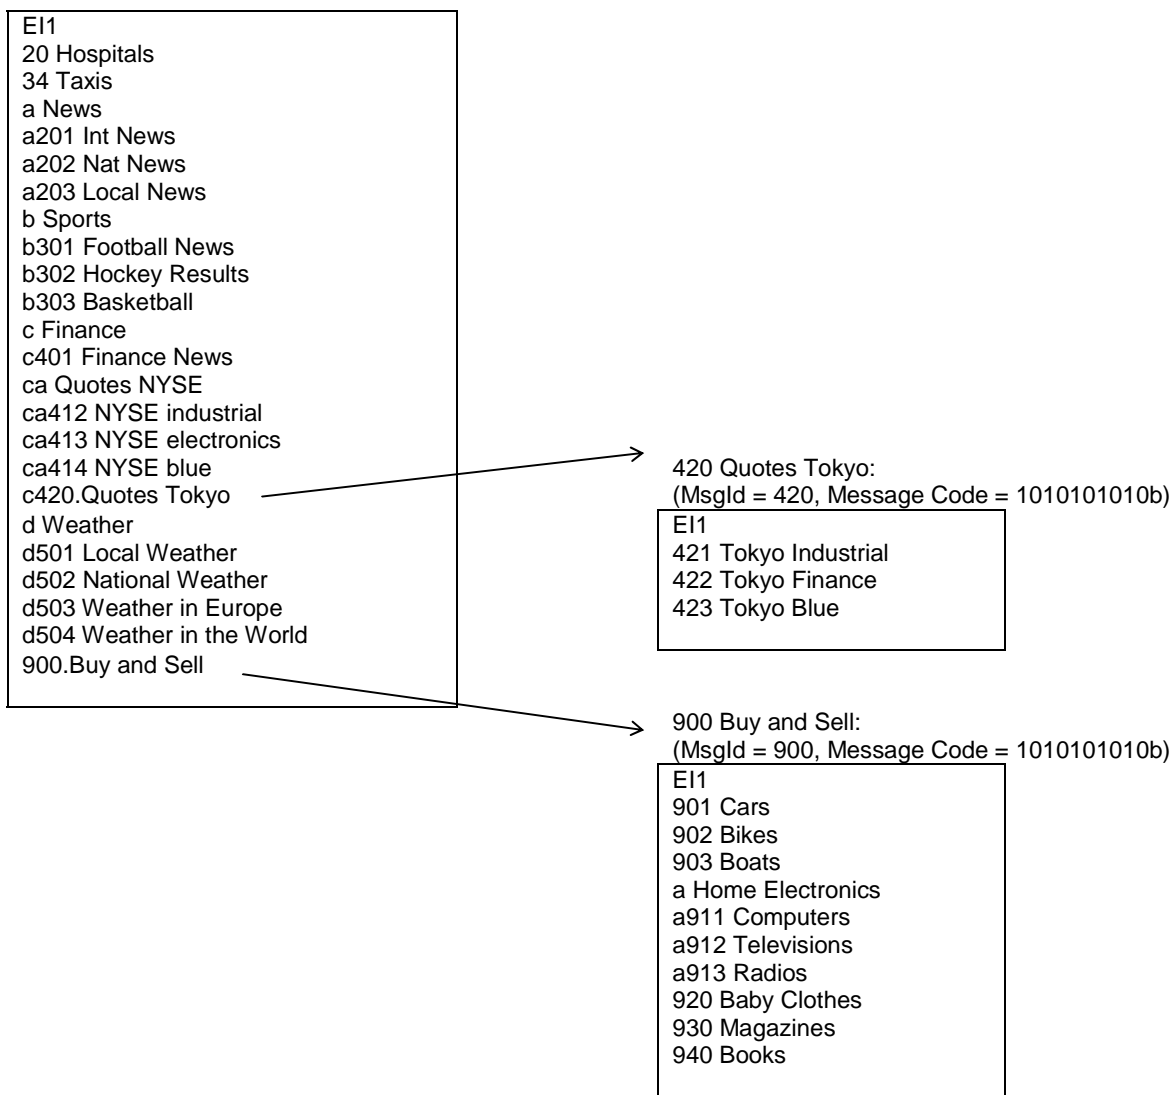 EI1
20 Hospitals
34 Taxis
a News
a201 Int News
a202 Nat News
a203 Local News
b Sports
b301 Football News
b302 Hockey Results
b303 Basketball
c Finance
c401 Finance News
ca Quotes NYSE
ca412 NYSE industrial
ca413 NYSE electronics
ca414 NYSE blue
c420.Quotes Tokyo
d Weather
d501 Local Weather
d502 National Weather
d503 Weather in Europe
d504 Weather in the World
900.Buy and Sell
420 Quotes Tokyo:
(MsgId = 420, Message Code = 1010101010b)
EI1
421 Tokyo Industrial
422 Tokyo Finance
423 Tokyo Blue
900 Buy and Sell:
(MsgId = 900, Message Code = 1010101010b)
EI1
901 Cars
902 Bikes
903 Boats
a Home Electronics
a911 Computers
a912 Televisions
a913 Radios
920 Baby Clothes
930 Magazines
940 Books